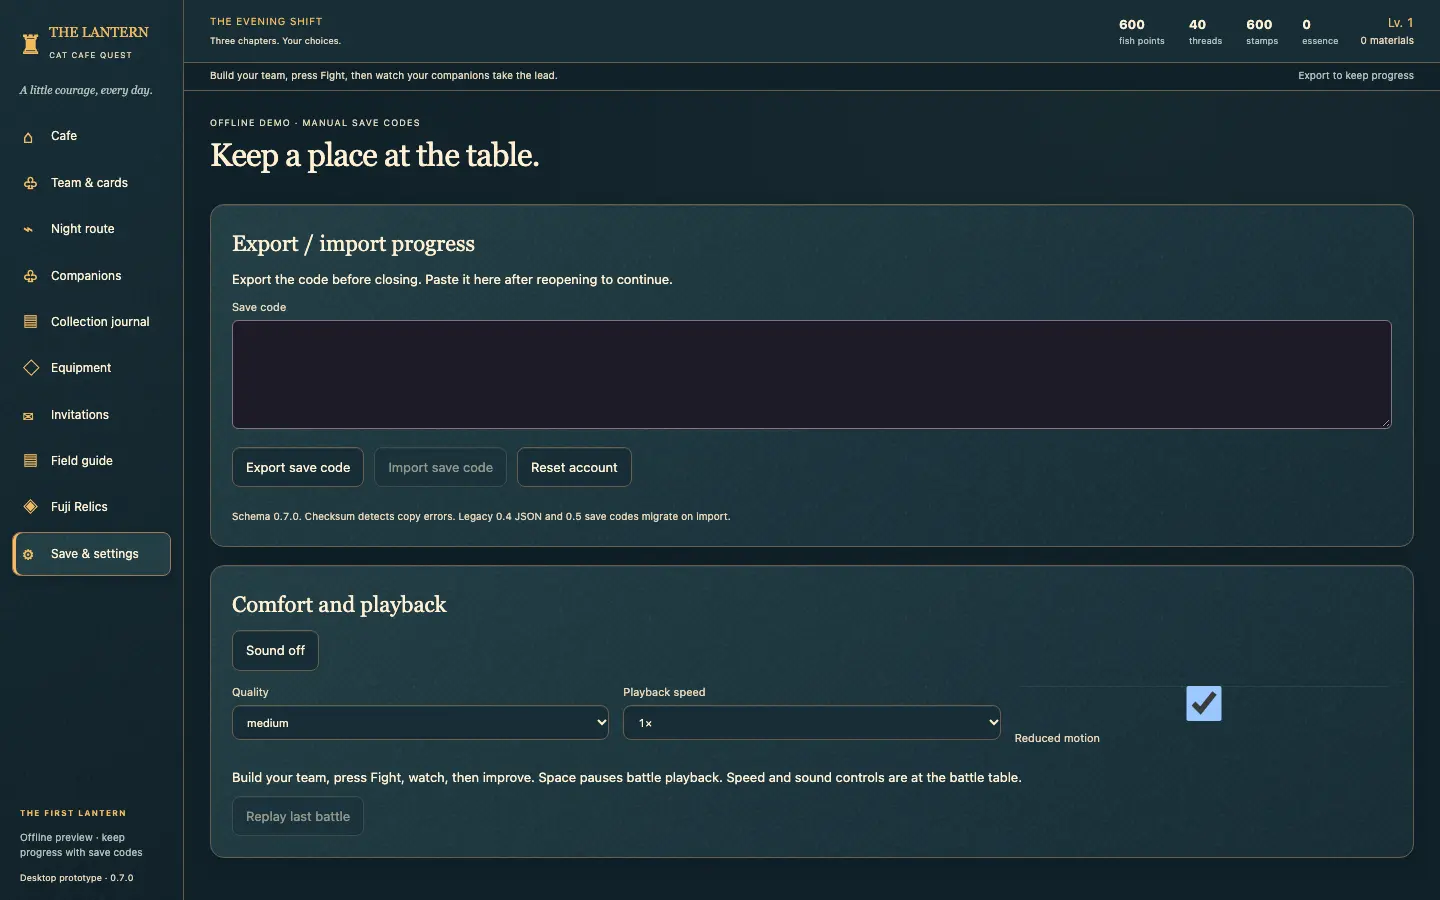 THE LANTERN
CAT CAFE QUEST
A little courage, every day.
Cafe
Team & cards
Night route
Companions
Collection journal
Equipment
Invitations
Field guide
Fuji Relics
Save & settings
THE FIRST LANTERN
Offline preview · keep
progress with save codes
Desktop prototype · 0.7.0
THE EVENING SHIFT
Three chapters. Your choices.
600 fish points
40 threads
600 stamps
0 essence
Lv. 1
0 materials
Build your team, press Fight, then watch your companions take the lead.
Export to keep progress
OFFLINE DEMO · MANUAL SAVE CODES
Keep a place at the table.
Export / import progress
Export the code before closing. Paste it here after reopening to continue.
Save code
Export save code
Import save code
Reset account
Schema 0.7.0. Checksum detects copy errors. Legacy 0.4 JSON and 0.5 save codes migrate on import.
Comfort and playback
Sound off
Quality
medium
Playback speed
1×
Reduced motion
Build your team, press Fight, watch, then improve. Space pauses battle playback. Speed and sound controls are at the battle table.
Replay last battle